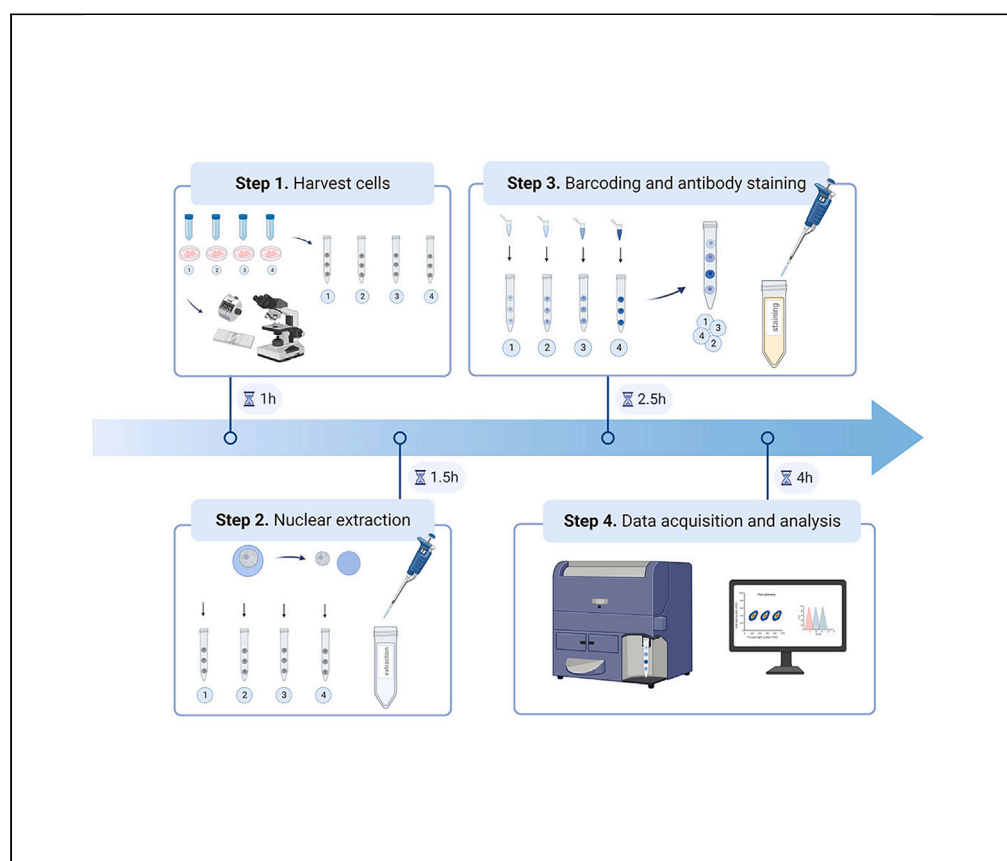 Step 1. Harvest cells
1
2
3
4
1
2
3
4
1h
Step 2. Nuclear extraction
1.5h
extraction
1
2
3
4
Step 3. Barcoding and antibody staining
1
2
3
4
1
3
4
2
staining
2.5h
4h
Step 4. Data acquisition and analysis
Flow cytometry